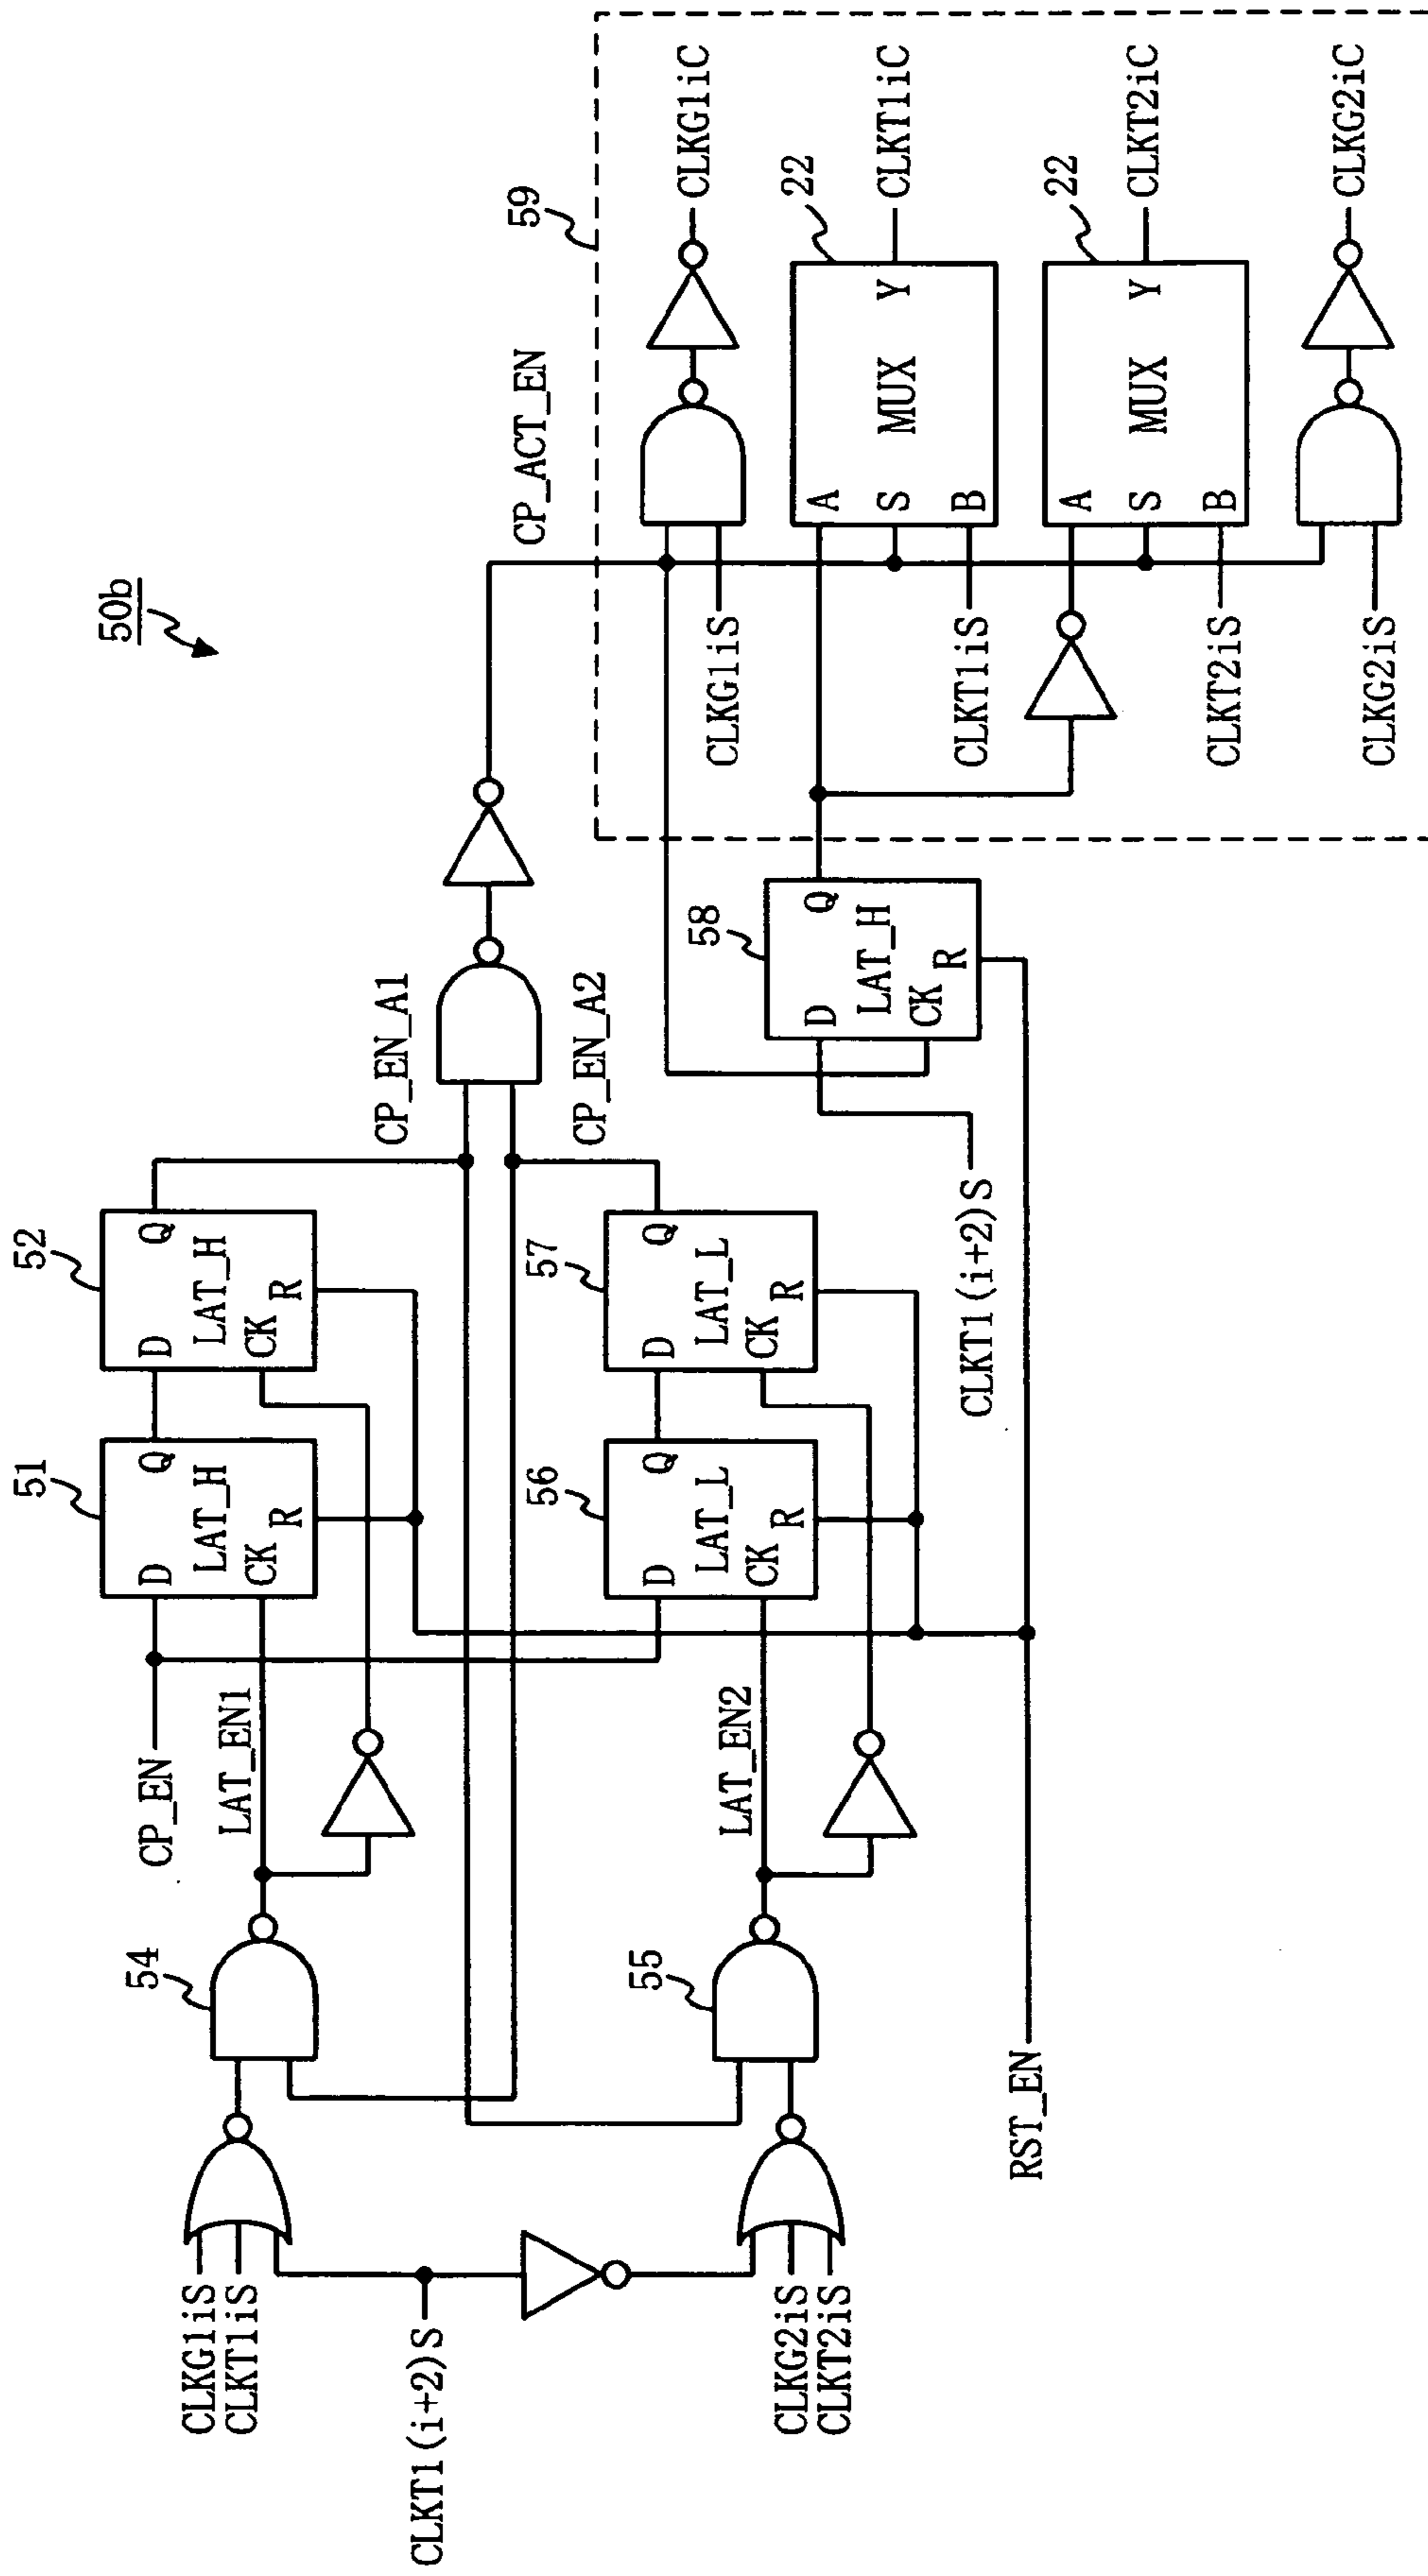 50b
CLKG1iS
CLKT1iS
CLKT1(i+2)S
CLKG2iS
CLKT2iS
54
55
CP_EN
LAT_EN1
LAT_EN2
RST_EN
51
D
Q
LAT_H
CK
R
52
D
Q
LAT_H
CK
R
56
D
Q
LAT_L
CK
R
57
D
Q
LAT_L
CK
R
CP_EN_A1
CP_EN_A2
CLKT1(i+2)S
58
D
Q
LAT_H
CK
R
CP_ACT_EN
59
CLKG1iS
CLKG1iC
22
A
S
B
MUX
Y
CLKT1iS
CLKT1iC
22
A
S
B
MUX
Y
CLKT2iS
CLKT2iC
CLKG2iS
CLKG2iC